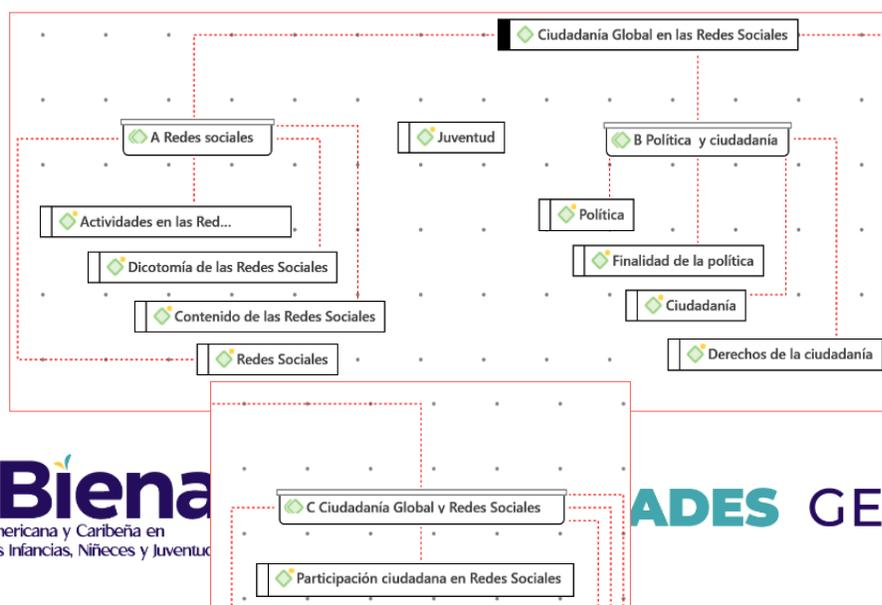 Ciudadanía Global en las Redes Sociales
A Redes sociales
Juventud
B Política y ciudadanía
Actividades en las Red...
Política
Dicotomía de las Redes Sociales
Finalidad de la política
Contenido de las Redes Sociales
Ciudadanía
Redes Sociales
Derechos de la ciudadanía
Biena
nericana y Caribeña en
s Infancias, Niñeces y Juventud
C Ciudadanía Global y Redes Sociales
Participación ciudadana en Redes Sociales
ADES GE